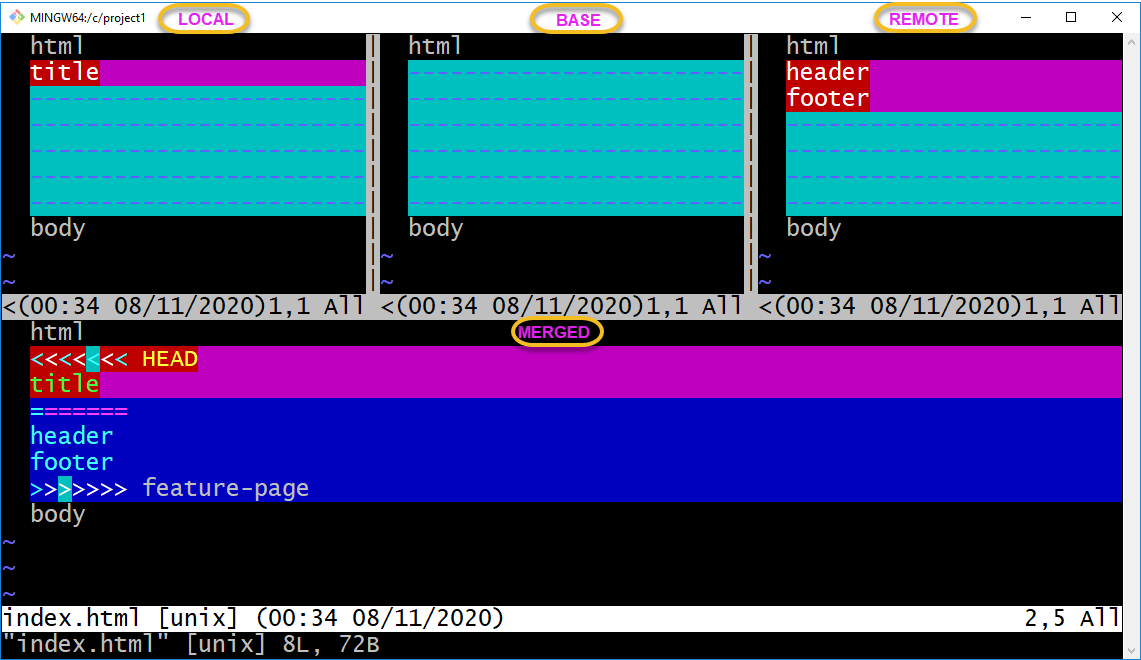 MINGW64:/c/project1 LOCAL BASE REMOTE
html html html
title header
footer
body body body
~ ~ ~
~ ~ ~
<(00:34 08/11/2020)1,1 All <(00:34 08/11/2020)1,1 All <(00:34 08/11/2020)1,1 All
html MERGED
<<<<<<< HEAD
title
=======
header
footer
>>>>>>> feature-page
body
~
~
~
index.html [unix] (00:34 08/11/2020) 2,5 All
"index.html" [unix] 8L, 72B